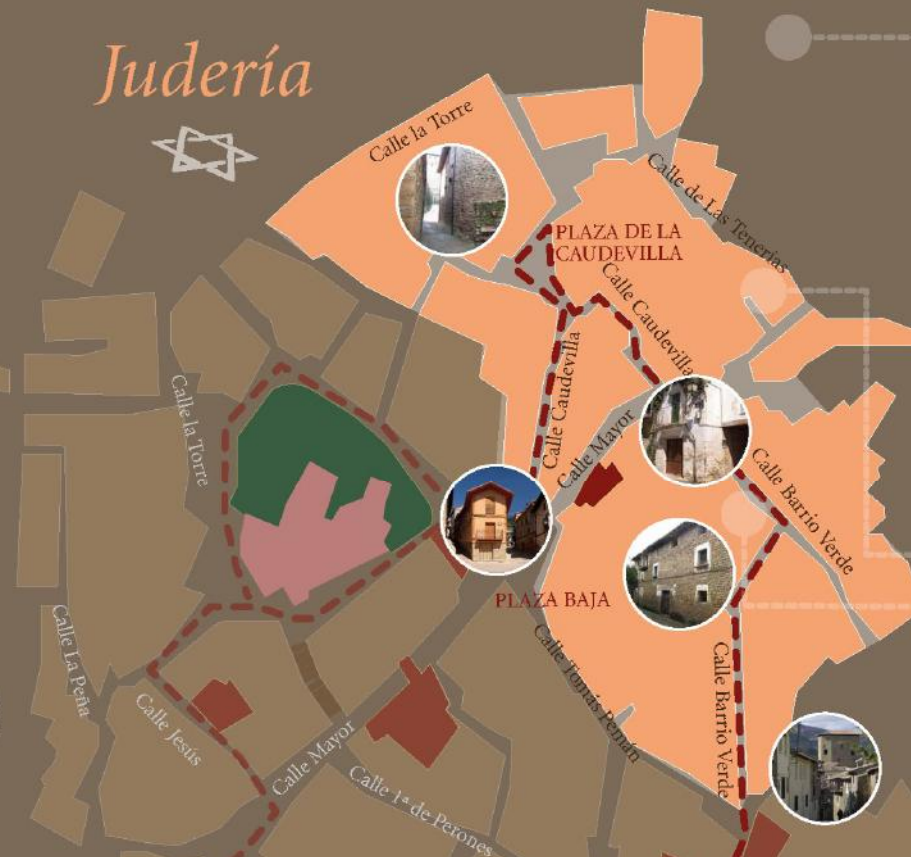 Judería
Calle la Torre
Calle de Las Tenerías
PLAZA DE LA
CAUDEVILLA
Calle Caudevilla
Calle Caudevilla
Calle la Torre
Calle Mayor
Calle Barrio Verde
PLAZA BAJA
Calle La Peña
Calle Tomás Pemán
Calle Jesús
Calle Barrio Verde
Calle Mayor
Calle 1ª de Perones